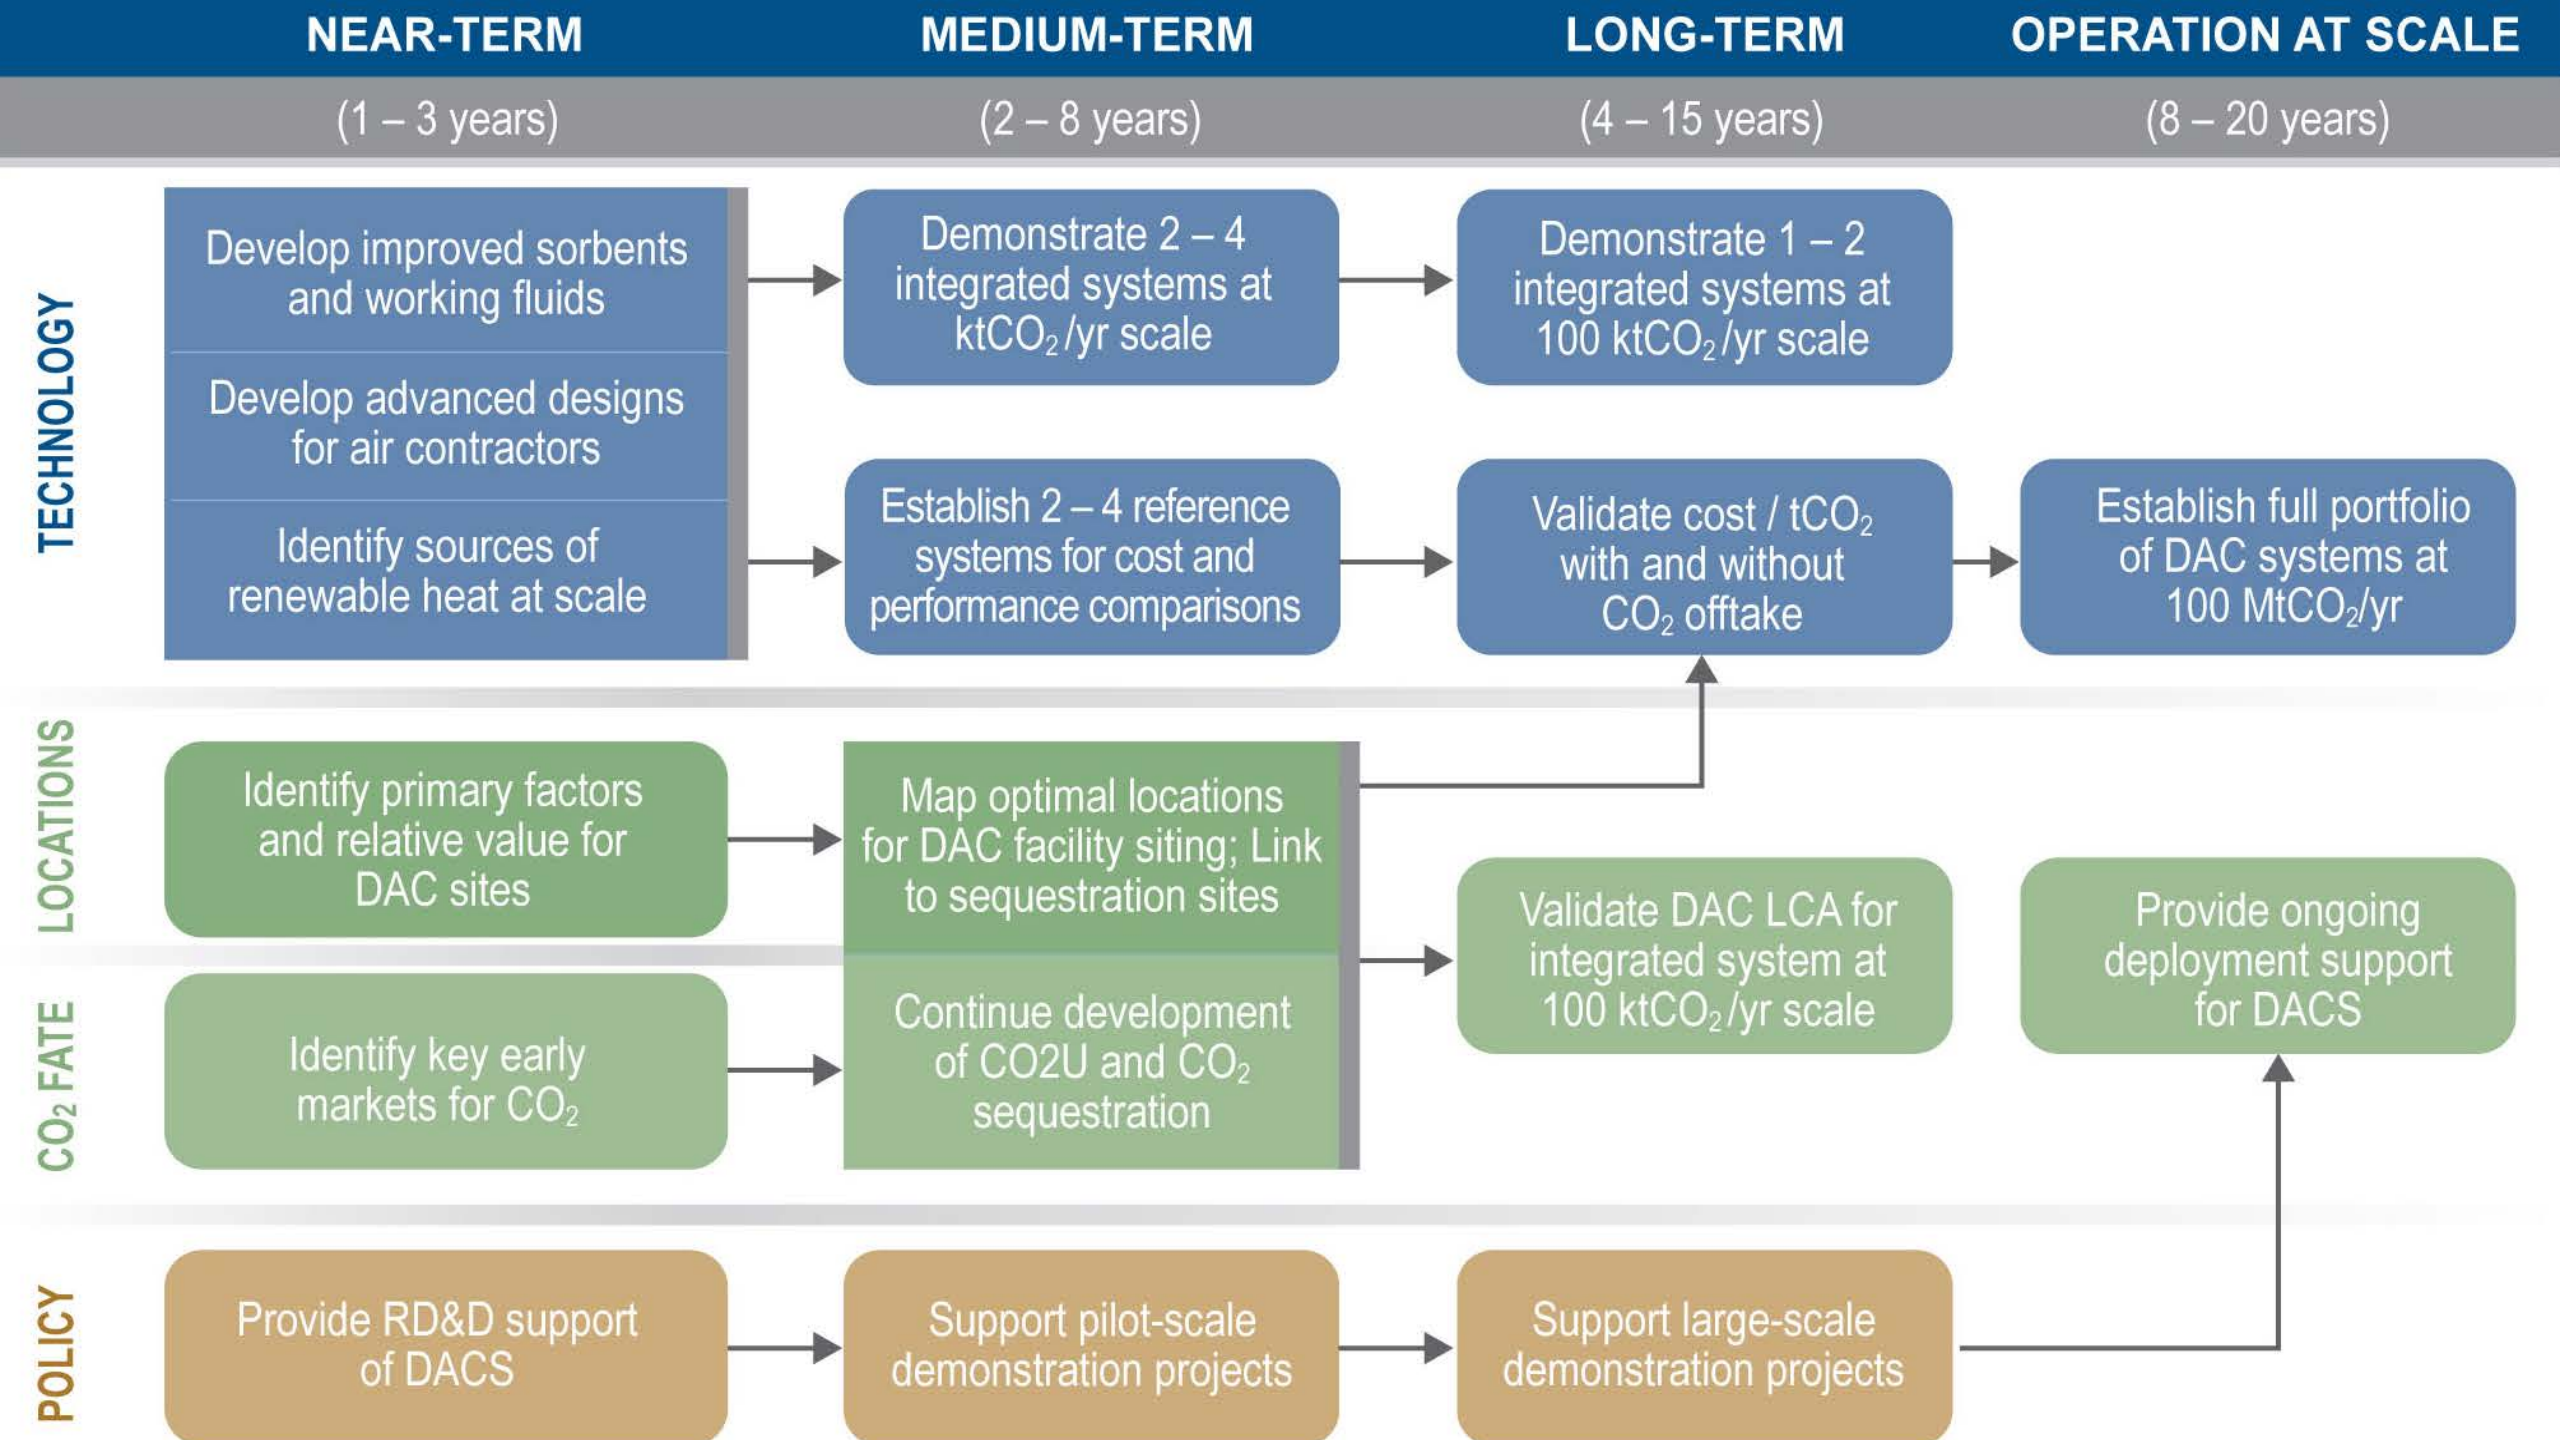 NEAR-TERM
MEDIUM-TERM
LONG-TERM
OPERATION AT SCALE
(1 – 3 years)
(2 – 8 years)
(4 – 15 years)
(8 – 20 years)
TECHNOLOGY
Develop improved sorbents
and working fluids
Develop advanced designs
for air contractors
Identify sources of
renewable heat at scale
Demonstrate 2 – 4
integrated systems at
ktCO₂/yr scale
Demonstrate 1 – 2
integrated systems at
100 ktCO₂/yr scale
Establish 2 – 4 reference
systems for cost and
performance comparisons
Validate cost / tCO₂
with and without
CO₂ offtake
Establish full portfolio
of DAC systems at
100 MtCO₂/yr
LOCATIONS
Identify primary factors
and relative value for
DAC sites
Map optimal locations
for DAC facility siting; Link
to sequestration sites
CO₂ FATE
Identify key early
markets for CO₂
Continue development
of CO2U and CO₂
sequestration
Validate DAC LCA for
integrated system at
100 ktCO₂/yr scale
Provide ongoing
deployment support
for DACS
POLICY
Provide RD&D support
of DACS
Support pilot-scale
demonstration projects
Support large-scale
demonstration projects